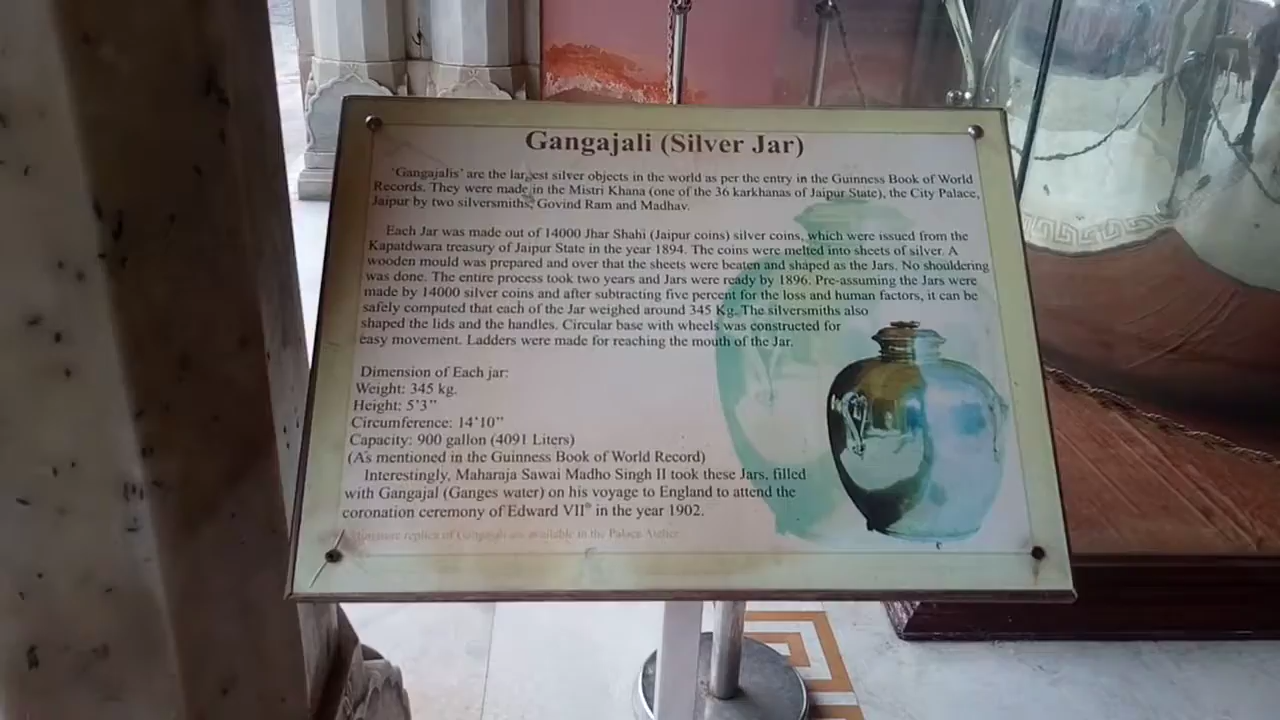 Gangajali (Silver Jar)
'Gangajalis' are the largest silver objects in the world as per the entry in the Guinness Book of World
Records. They were made in the Mistri Khana (one of the 36 karkhanas of Jaipur State), the City Palace,
Jaipur by two silversmiths, Govind Ram and Madhav.
Each Jar was made out of 14000 Jhar Shahi (Jaipur coins) silver coins, which were issued from the
Kapatdwara treasury of Jaipur State in the year 1894. The coins were melted into sheets of silver. A
wooden mould was prepared and over that the sheets were beaten and shaped as the Jars. No shouldering
was done. The entire process took two years and Jars were ready by 1896. Pre-assuming the Jars were
made by 14000 silver coins and after subtracting five percent for the loss and human factors, it can be
safely computed that each of the Jar weighed around 345 Kg. The silversmiths also
shaped the lids and the handles. Circular base with wheels was constructed for
easy movement. Ladders were made for reaching the mouth of the Jar.
Dimension of Each jar:
Weight: 345 kg.
Height: 5'3"
Circumference: 14'10"
Capacity: 900 gallon (4091 Liters)
(As mentioned in the Guinness Book of World Record)
Interestingly, Maharaja Sawai Madho Singh II took these Jars, filled
with Gangajal (Ganges water) on his voyage to England to attend the
coronation ceremony of Edward VII in the year 1902.
Miniature replica of Gangajali are available in the Palace Atelier